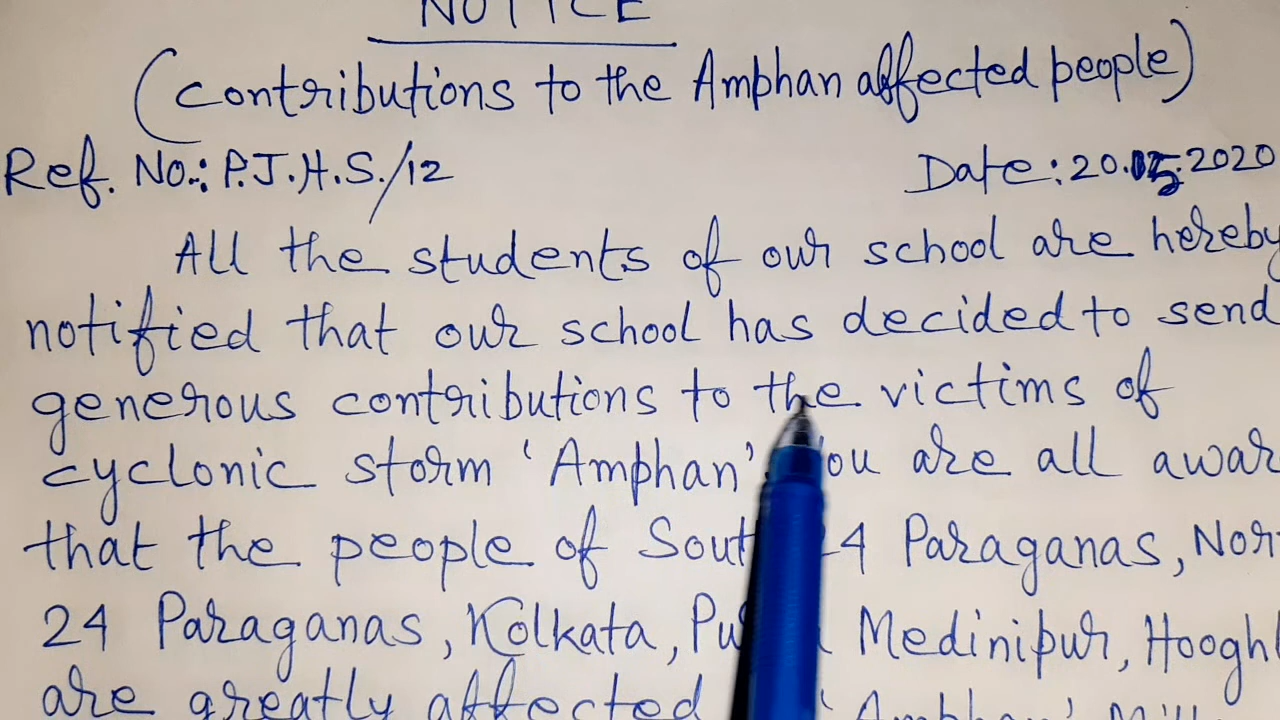 NOTICE
(Contributions to the Amphan affected people)
Ref. No.: P.J.H.S./12 Date: 20.05.2020
All the students of our school are hereby
notified that our school has decided to send
generous contributions to the victims of
cyclonic storm 'Amphan' You are all awar
that the people of Sout 24 Paraganas, Nor
24 Paraganas, Kolkata, Pu Medinipur, Hoogh
are greatly affected 'Amphan'